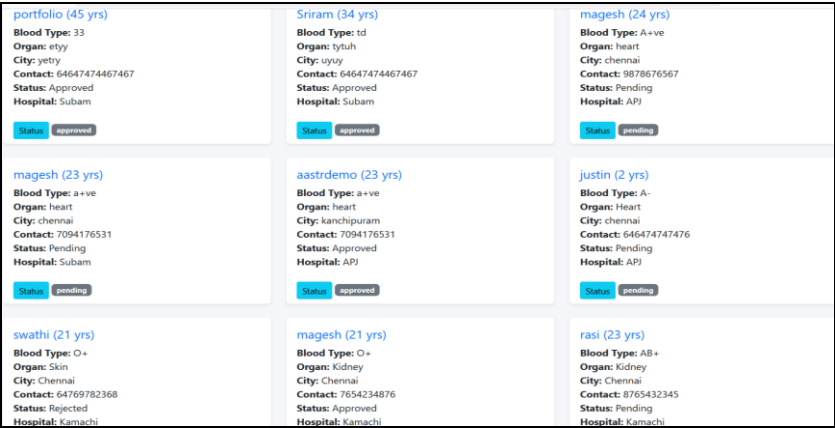 portfolio (45 yrs)
Blood Type: 33
Organ: etyy
City: yetry
Contact: 64647474467467
Status: Approved
Hospital: Subam
Status approved
Sriram (34 yrs)
Blood Type: td
Organ: tytuh
City: uyuy
Contact: 64647474467467
Status: Approved
Hospital: Subam
Status approved
magesh (24 yrs)
Blood Type: A+ve
Organ: heart
City: chennai
Contact: 9878676567
Status: Pending
Hospital: APJ
Status pending
magesh (23 yrs)
Blood Type: a+ve
Organ: heart
City: chennai
Contact: 7094176531
Status: Pending
Hospital: Subam
Status pending
aastrdemo (23 yrs)
Blood Type: a+ve
Organ: heart
City: kanchipuram
Contact: 7094176531
Status: Approved
Hospital: APJ
Status approved
justin (2 yrs)
Blood Type: A-
Organ: Heart
City: chennai
Contact: 646474747476
Status: Pending
Hospital: APJ
Status pending
swathi (21 yrs)
Blood Type: O+
Organ: Skin
City: Chennai
Contact: 64769782368
Status: Rejected
Hospital: Kamachi
magesh (21 yrs)
Blood Type: O+
Organ: Kidney
City: Chennai
Contact: 7654234876
Status: Approved
Hospital: Kamachi
rasi (23 yrs)
Blood Type: AB+
Organ: Kidney
City: Chennai
Contact: 8765432345
Status: Pending
Hospital: Kamachi